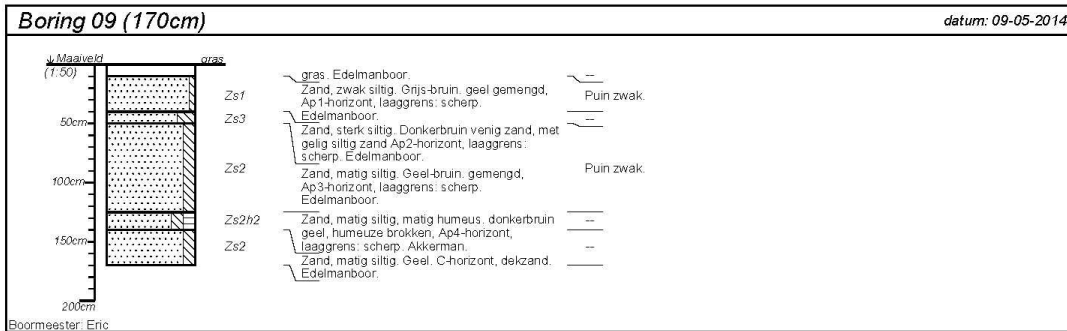 Boring 09 (170cm)
datum: 09-05-2014
↓ Maaiveld
gras
(1:50)
gras. Edelmanboor.
--
Zs1
Zand, zwak siltig. Grijs-bruin. geel gemengd,
Ap1-horizont, laaggrens: scherp.
Edelmanboor.
Puin zwak.
50cm
Zs3
Zand, sterk siltig. Donkerbruin venig zand, met
gelig siltig zand Ap2-horizont, laaggrens:
scherp. Edelmanboor.
--
100cm
Zs2
Zand, matig siltig. Geel-bruin. gemengd,
Ap3-horizont, laaggrens: scherp.
Edelmanboor.
Puin zwak.
Zs2h2
Zand, matig siltig, matig humeus. donkerbruin
geel, humeuze brokken, Ap4-horizont,
laaggrens: scherp. Akkerman.
--
150cm
Zs2
Zand, matig siltig. Geel. C-horizont, dekzand.
Edelmanboor.
--
200cm
Boormeester: Eric